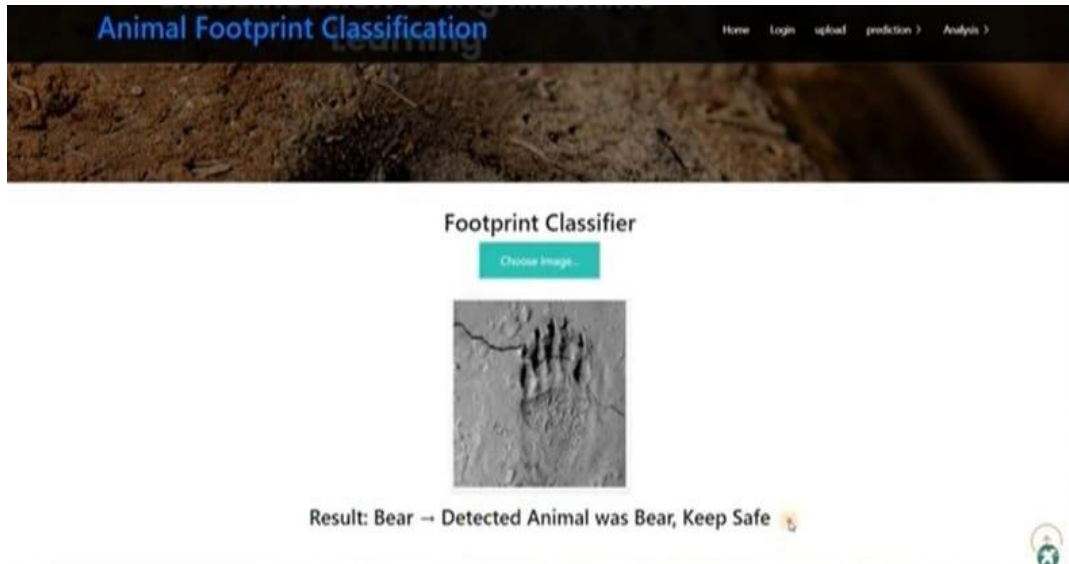 Animal Footprint Classification
Learning
Home Login upload prediction > Analysis >
Footprint Classifier
Choose Image...
Result: Bear → Detected Animal was Bear, Keep Safe